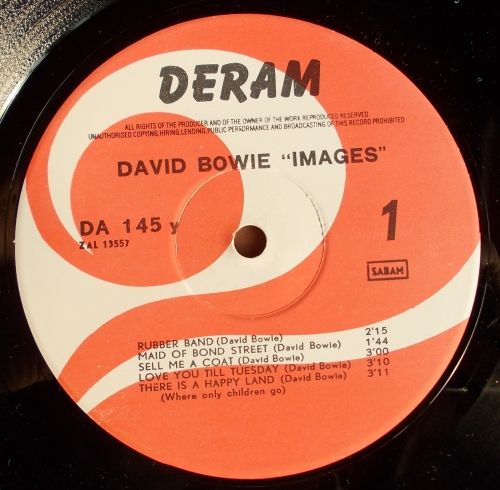 DERAM
ALL RIGHTS OF THE PRODUCER AND OF THE OWNER OF THE WORK REPRODUCED RESERVED
UNAUTHORISED COPYING, HIRING, LENDING, PUBLIC PERFORMANCE AND BROADCASTING OF THIS RECORD PROHIBITED
DAVID BOWIE "IMAGES"
DA 145 y
ZAL 13557
1
SABAM
RUBBER BAND (David Bowie) 2'15
MAID OF BOND STREET (David Bowie) 1'44
SELL ME A COAT (David Bowie) 3'00
LOVE YOU TILL TUESDAY (David Bowie) 3'10
THERE IS A HAPPY LAND (David Bowie) 3'11
(Where only children go)